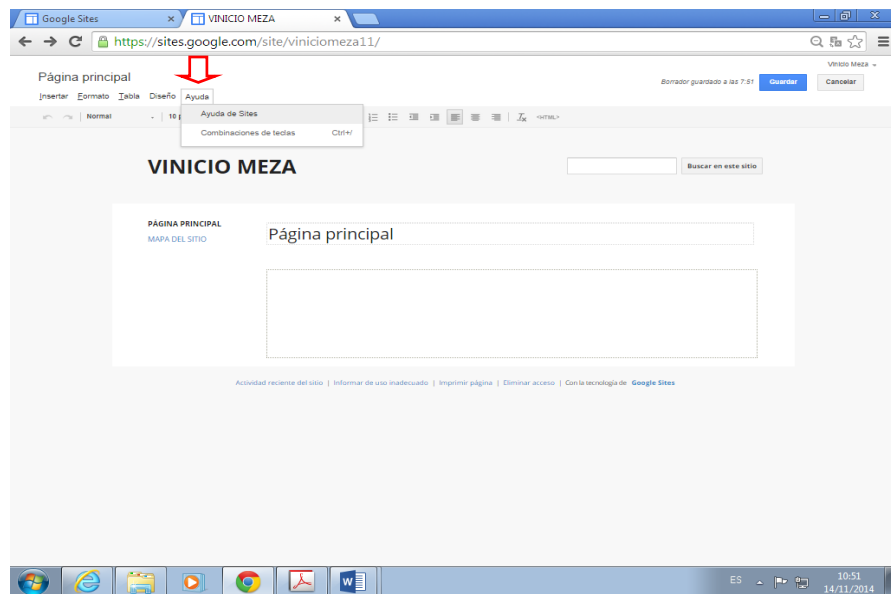 Google Sites
VINICIO MEZA
https://sites.google.com/site/viniciomeza11/
Vinicio Meza
Página principal
Borrador guardado a las 7:51 Guardar Cancelar
Insertar Formato Tabla Diseño Ayuda
Normal 10 <HTML>
Ayuda de Sites
Combinaciones de teclas Ctrl+/
VINICIO MEZA
Buscar en este sitio
PÁGINA PRINCIPAL
MAPA DEL SITIO
Página principal
Actividad reciente del sitio | Informar de uso inadecuado | Imprimir página | Eliminar acceso | Con la tecnología de Google Sites
ES
10:51
14/11/2014